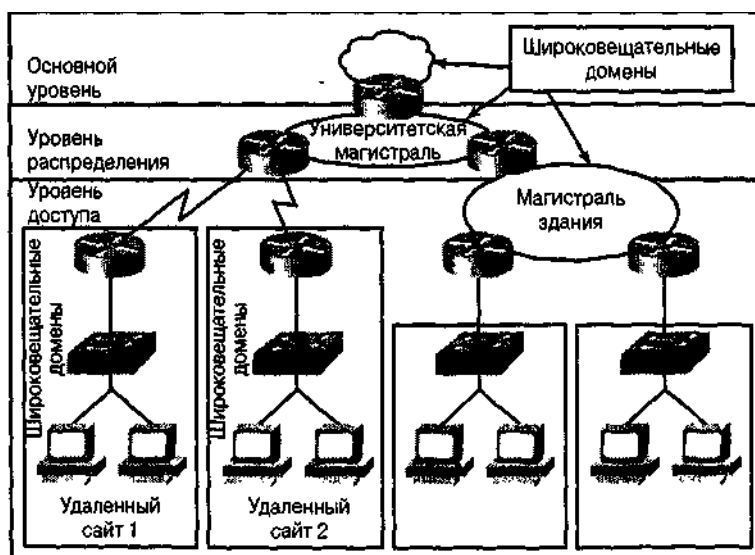 Основной
уровень
Широковещательные
домены
Уровень
распределения
Университетская
магистраль
Уровень
доступа
Магистраль
здания
Широковещательные
домены
Широковещательные
домены
Удаленный
сайт 1
Удаленный
сайт 2